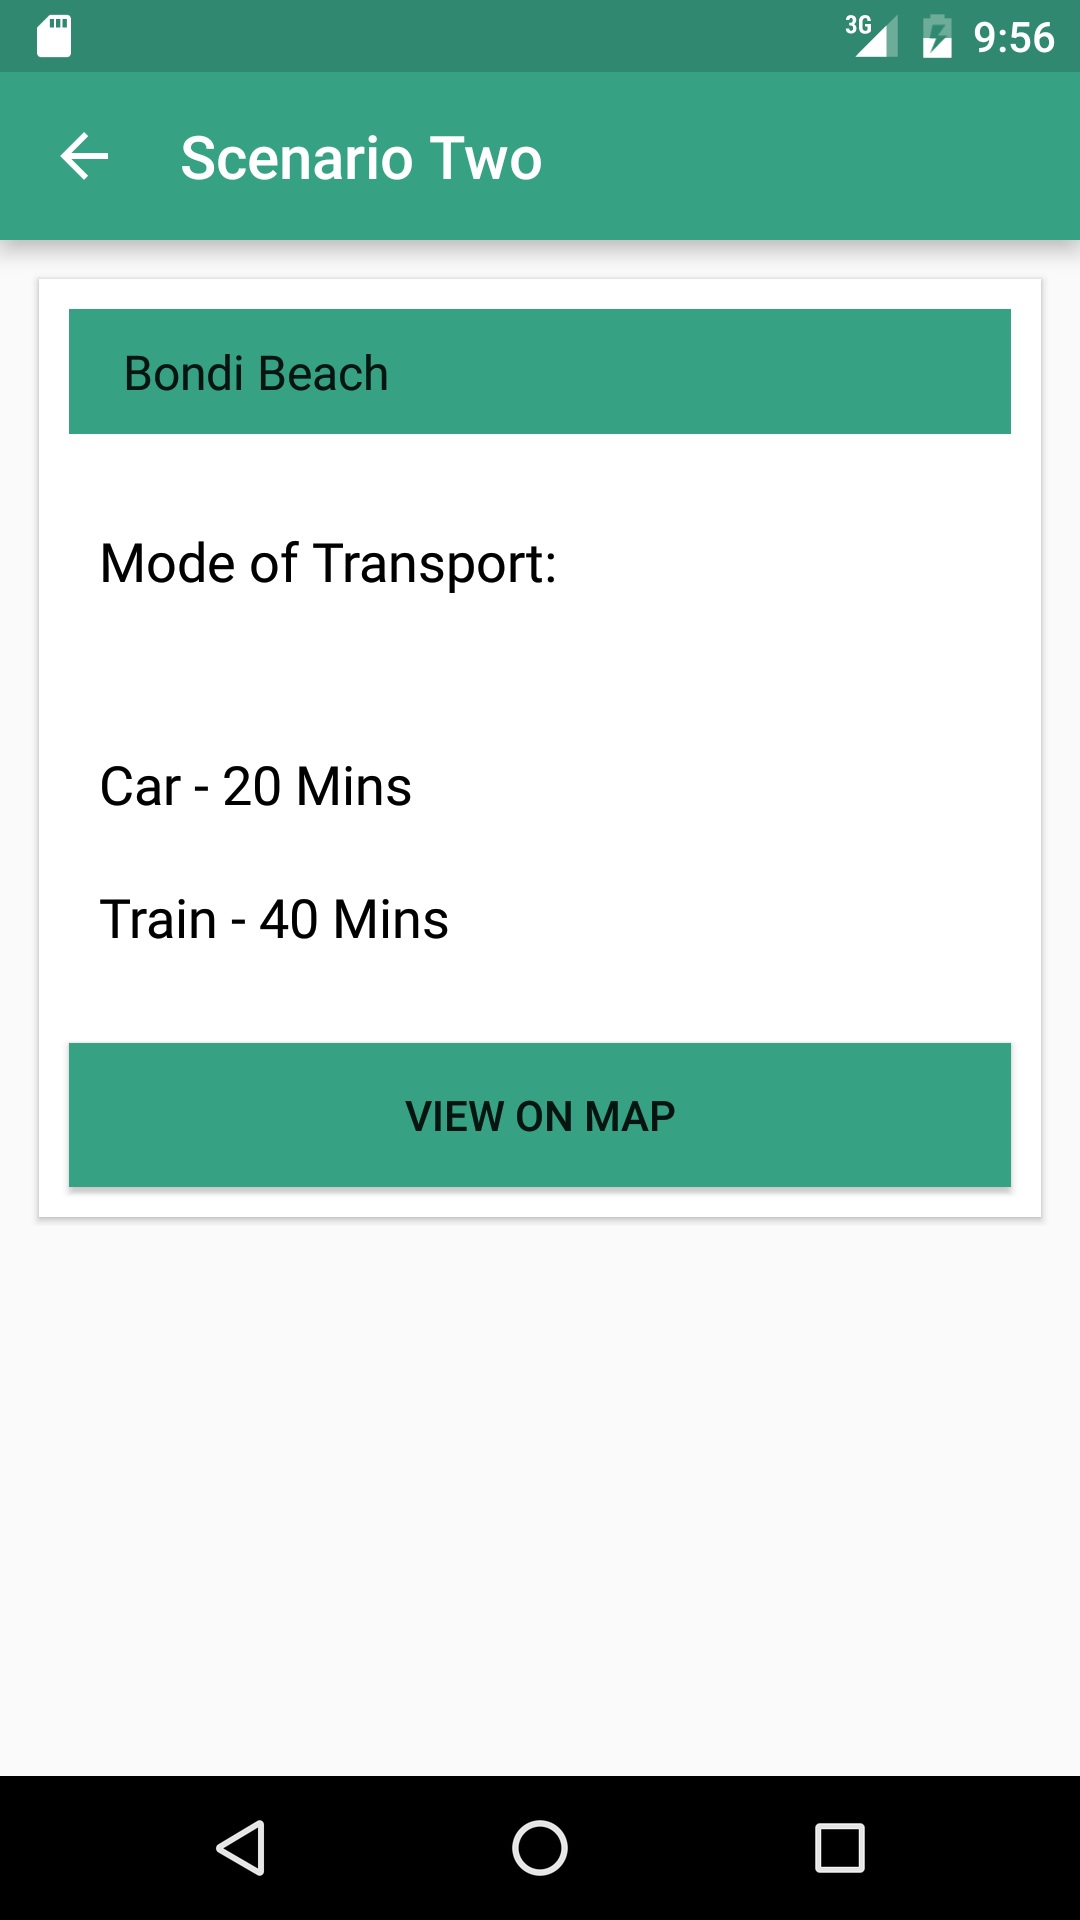 3G 9:56
Scenario Two
Bondi Beach
Mode of Transport:
Car - 20 Mins
Train - 40 Mins
VIEW ON MAP